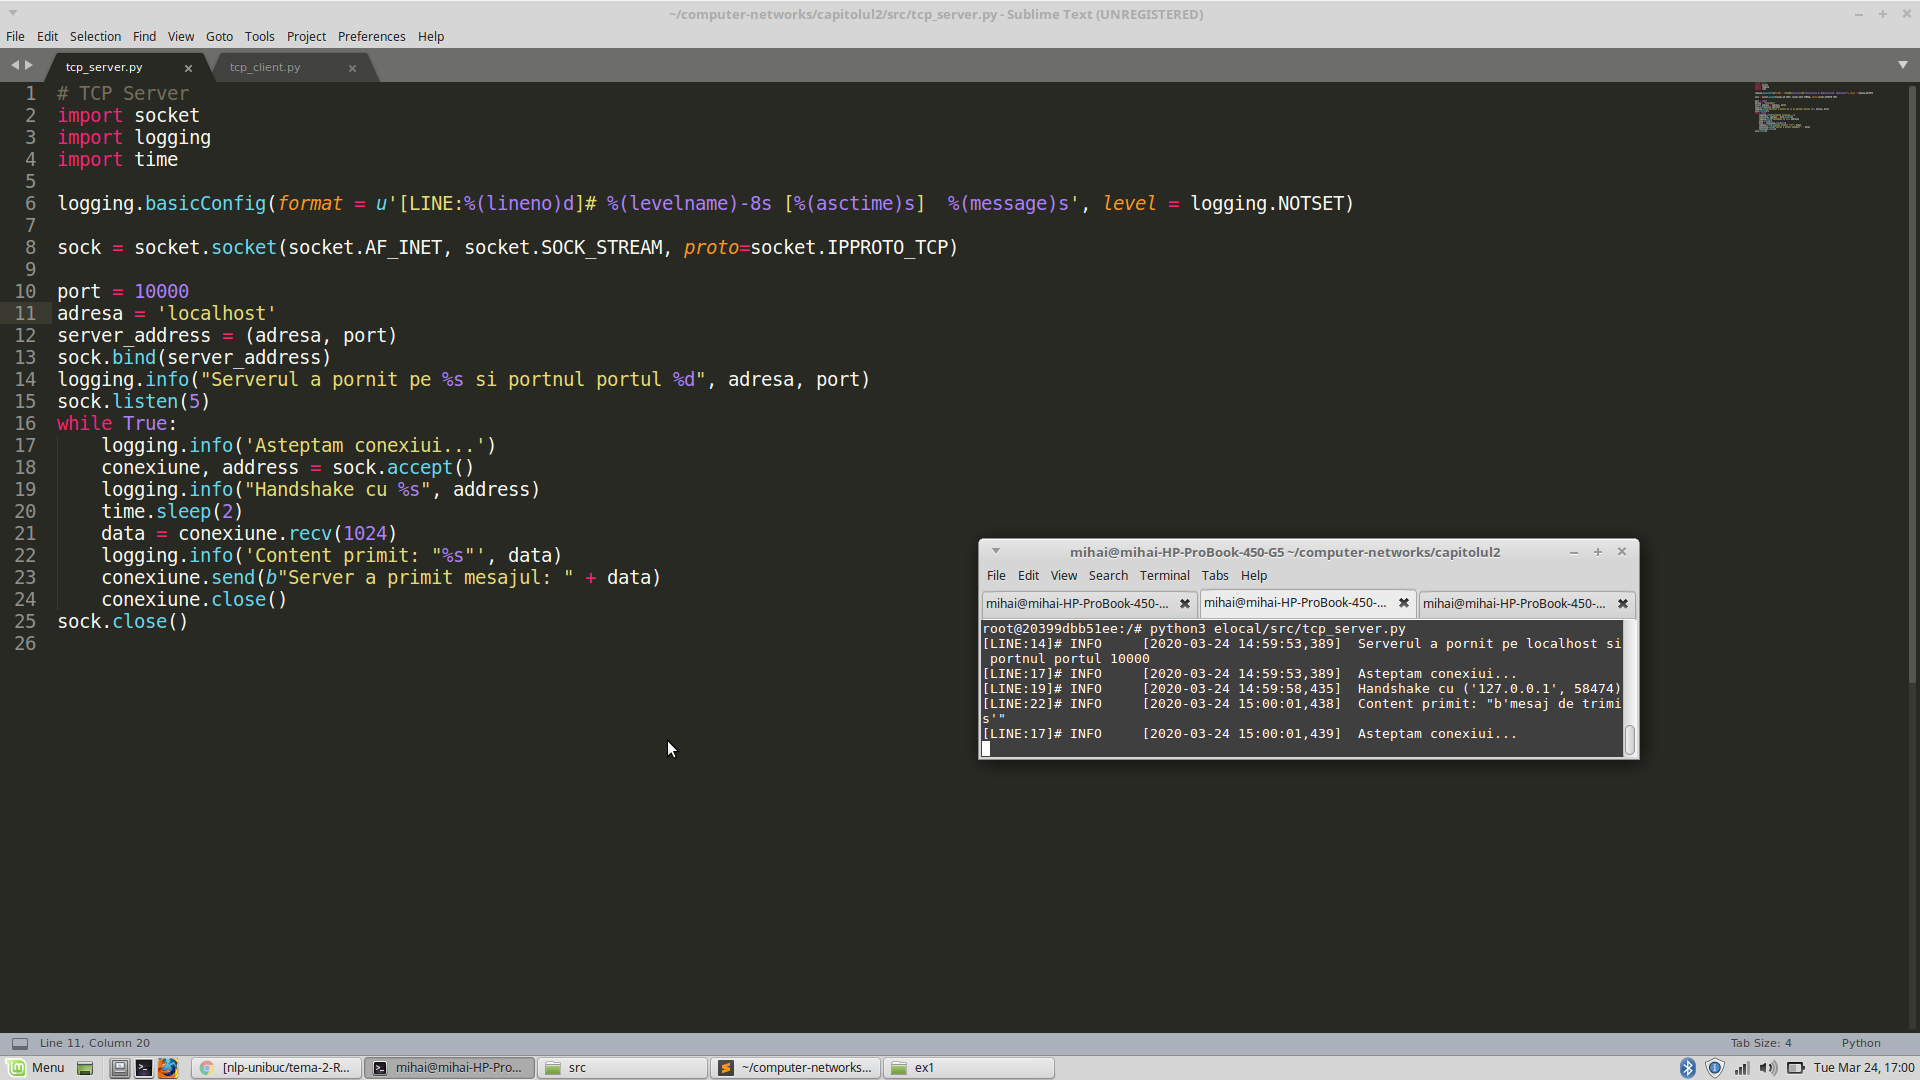 ~/computer-networks/capitolul2/src/tcp_server.py - Sublime Text (UNREGISTERED)
File Edit Selection Find View Goto Tools Project Preferences Help
tcp_server.py tcp_client.py
1 # TCP Server
2 import socket
3 import logging
4 import time
5
6 logging.basicConfig(format = u'[LINE:%(lineno)d]# %(levelname)-8s [%(asctime)s]  %(message)s', level = logging.NOTSET)
7
8 sock = socket.socket(socket.AF_INET, socket.SOCK_STREAM, proto=socket.IPPROTO_TCP)
9
10 port = 10000
11 adresa = 'localhost'
12 server_address = (adresa, port)
13 sock.bind(server_address)
14 logging.info("Serverul a pornit pe %s si portnul portul %d", adresa, port)
15 sock.listen(5)
16 while True:
17     logging.info('Asteptam conexiui...')
18     conexiune, address = sock.accept()
19     logging.info("Handshake cu %s", address)
20     time.sleep(2)
21     data = conexiune.recv(1024)
22     logging.info('Content primit: "%s"', data)
23     conexiune.send(b"Server a primit mesajul: " + data)
24     conexiune.close()
25 sock.close()
26
mihai@mihai-HP-ProBook-450-G5 ~/computer-networks/capitolul2
File Edit View Search Terminal Tabs Help
mihai@mihai-HP-ProBook-450-... mihai@mihai-HP-ProBook-450-... mihai@mihai-HP-ProBook-450-...
root@20399dbb51ee:/# python3 elocal/src/tcp_server.py
[LINE:14]# INFO     [2020-03-24 14:59:53,389]  Serverul a pornit pe localhost si
 portnul portul 10000
[LINE:17]# INFO     [2020-03-24 14:59:53,389]  Asteptam conexiui...
[LINE:19]# INFO     [2020-03-24 14:59:58,435]  Handshake cu ('127.0.0.1', 58474)
[LINE:22]# INFO     [2020-03-24 15:00:01,438]  Content primit: "b'mesaj de trimi
s'"
[LINE:17]# INFO     [2020-03-24 15:00:01,439]  Asteptam conexiui...
Line 11, Column 20 Tab Size: 4 Python
Menu [nlp-unibuc/tema-2-R... mihai@mihai-HP-Pro... src ~/computer-networks... ex1 Tue Mar 24, 17:00